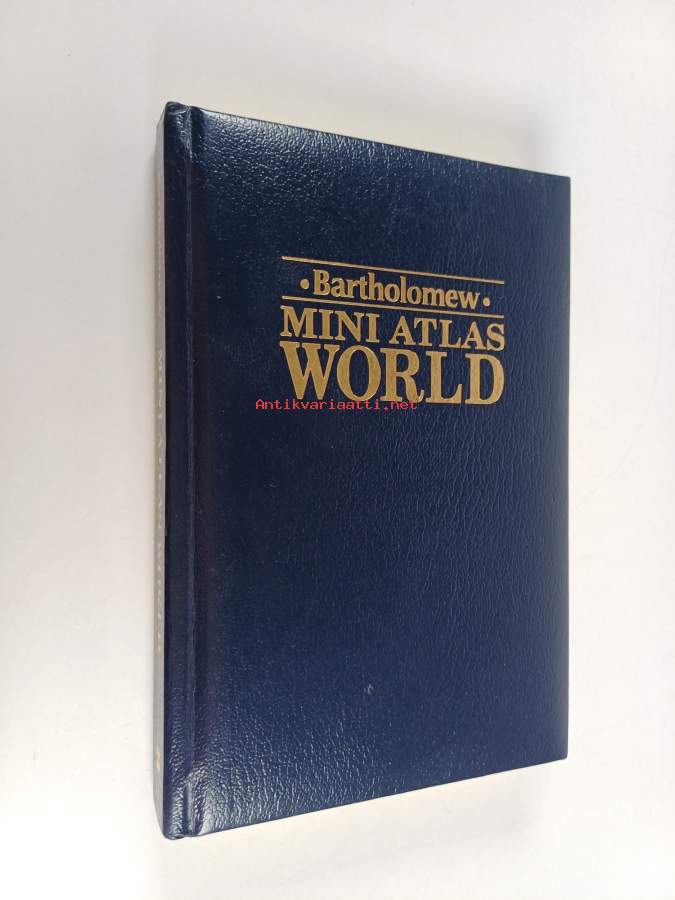 • Bartholomew •
MINI ATLAS
WORLD
Antikvariaatti.net